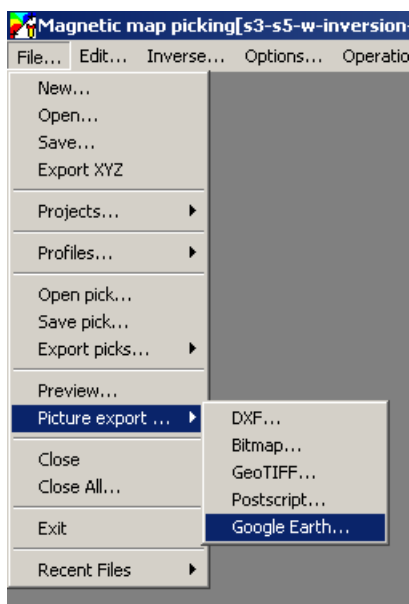 Magnetic map picking[s3-s5-w-inversion-
File... Edit... Inverse... Options... Operatio
New...
Open...
Save...
Export XYZ
Projects...
Profiles...
Open pick...
Save pick...
Export picks...
Preview...
Picture export ...
DXF...
Bitmap...
GeoTIFF...
Postscript...
Google Earth...
Close
Close All...
Exit
Recent Files